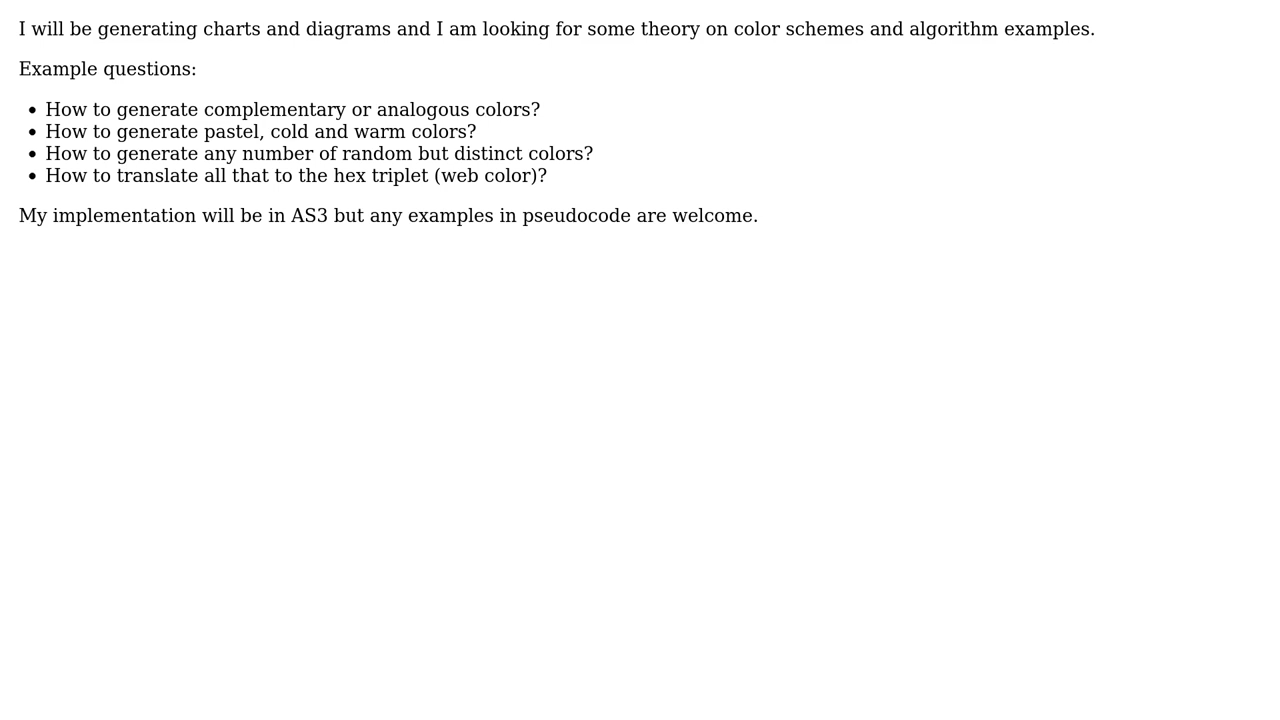 I will be generating charts and diagrams and I am looking for some theory on color schemes and algorithm examples.
Example questions:
• How to generate complementary or analogous colors?
• How to generate pastel, cold and warm colors?
• How to generate any number of random but distinct colors?
• How to translate all that to the hex triplet (web color)?
My implementation will be in AS3 but any examples in pseudocode are welcome.